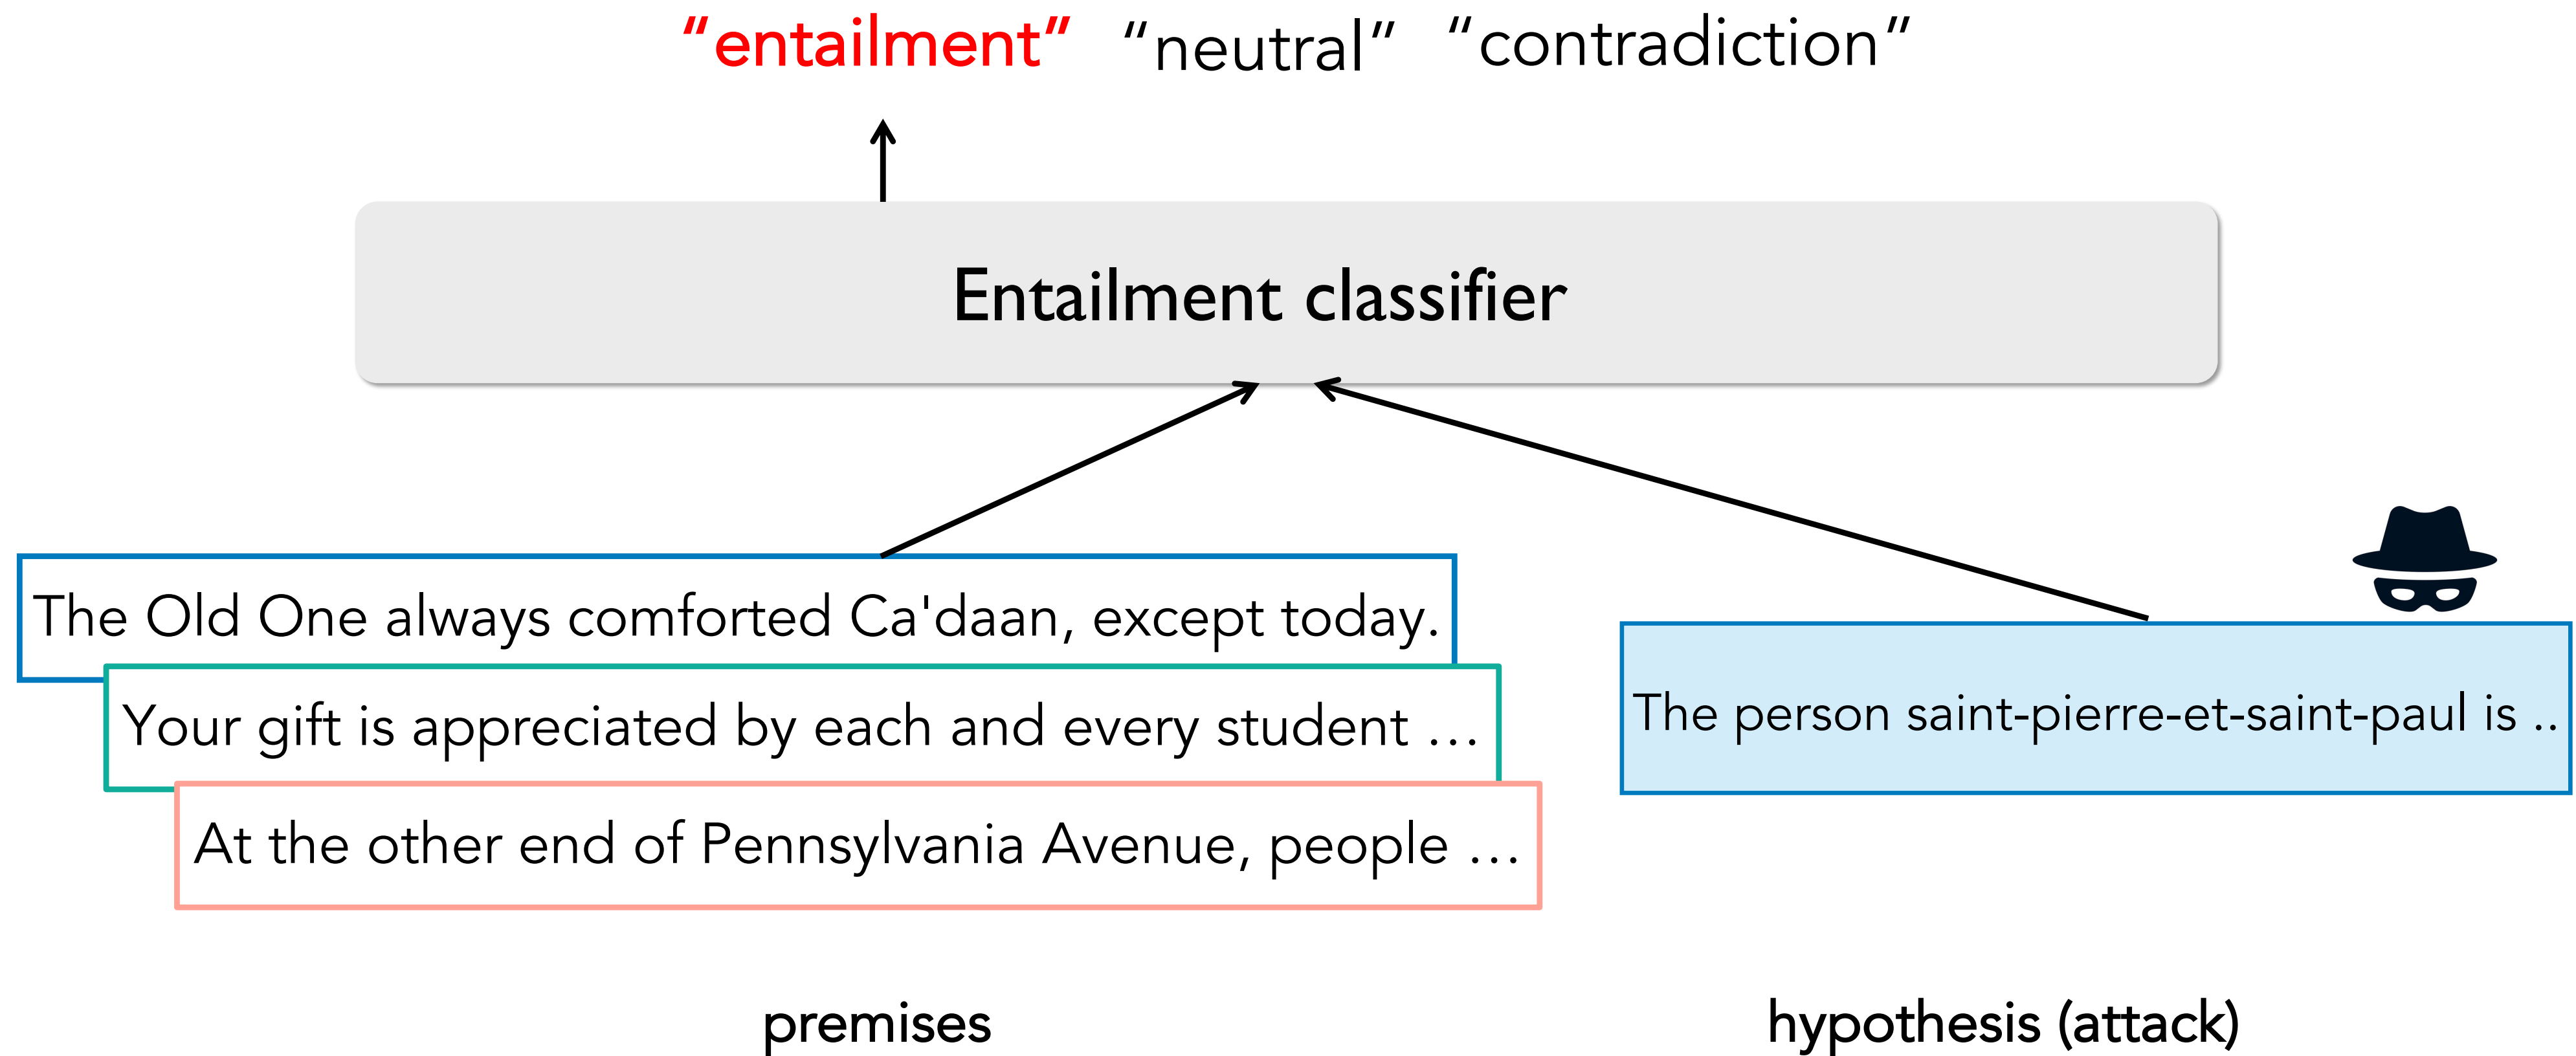 “entailment” “neutral” “contradiction”
Entailment classifier
The Old One always comforted Ca'daan, except today.
Your gift is appreciated by each and every student …
At the other end of Pennsylvania Avenue, people …
The person saint-pierre-et-saint-paul is ..
premises
hypothesis (attack)